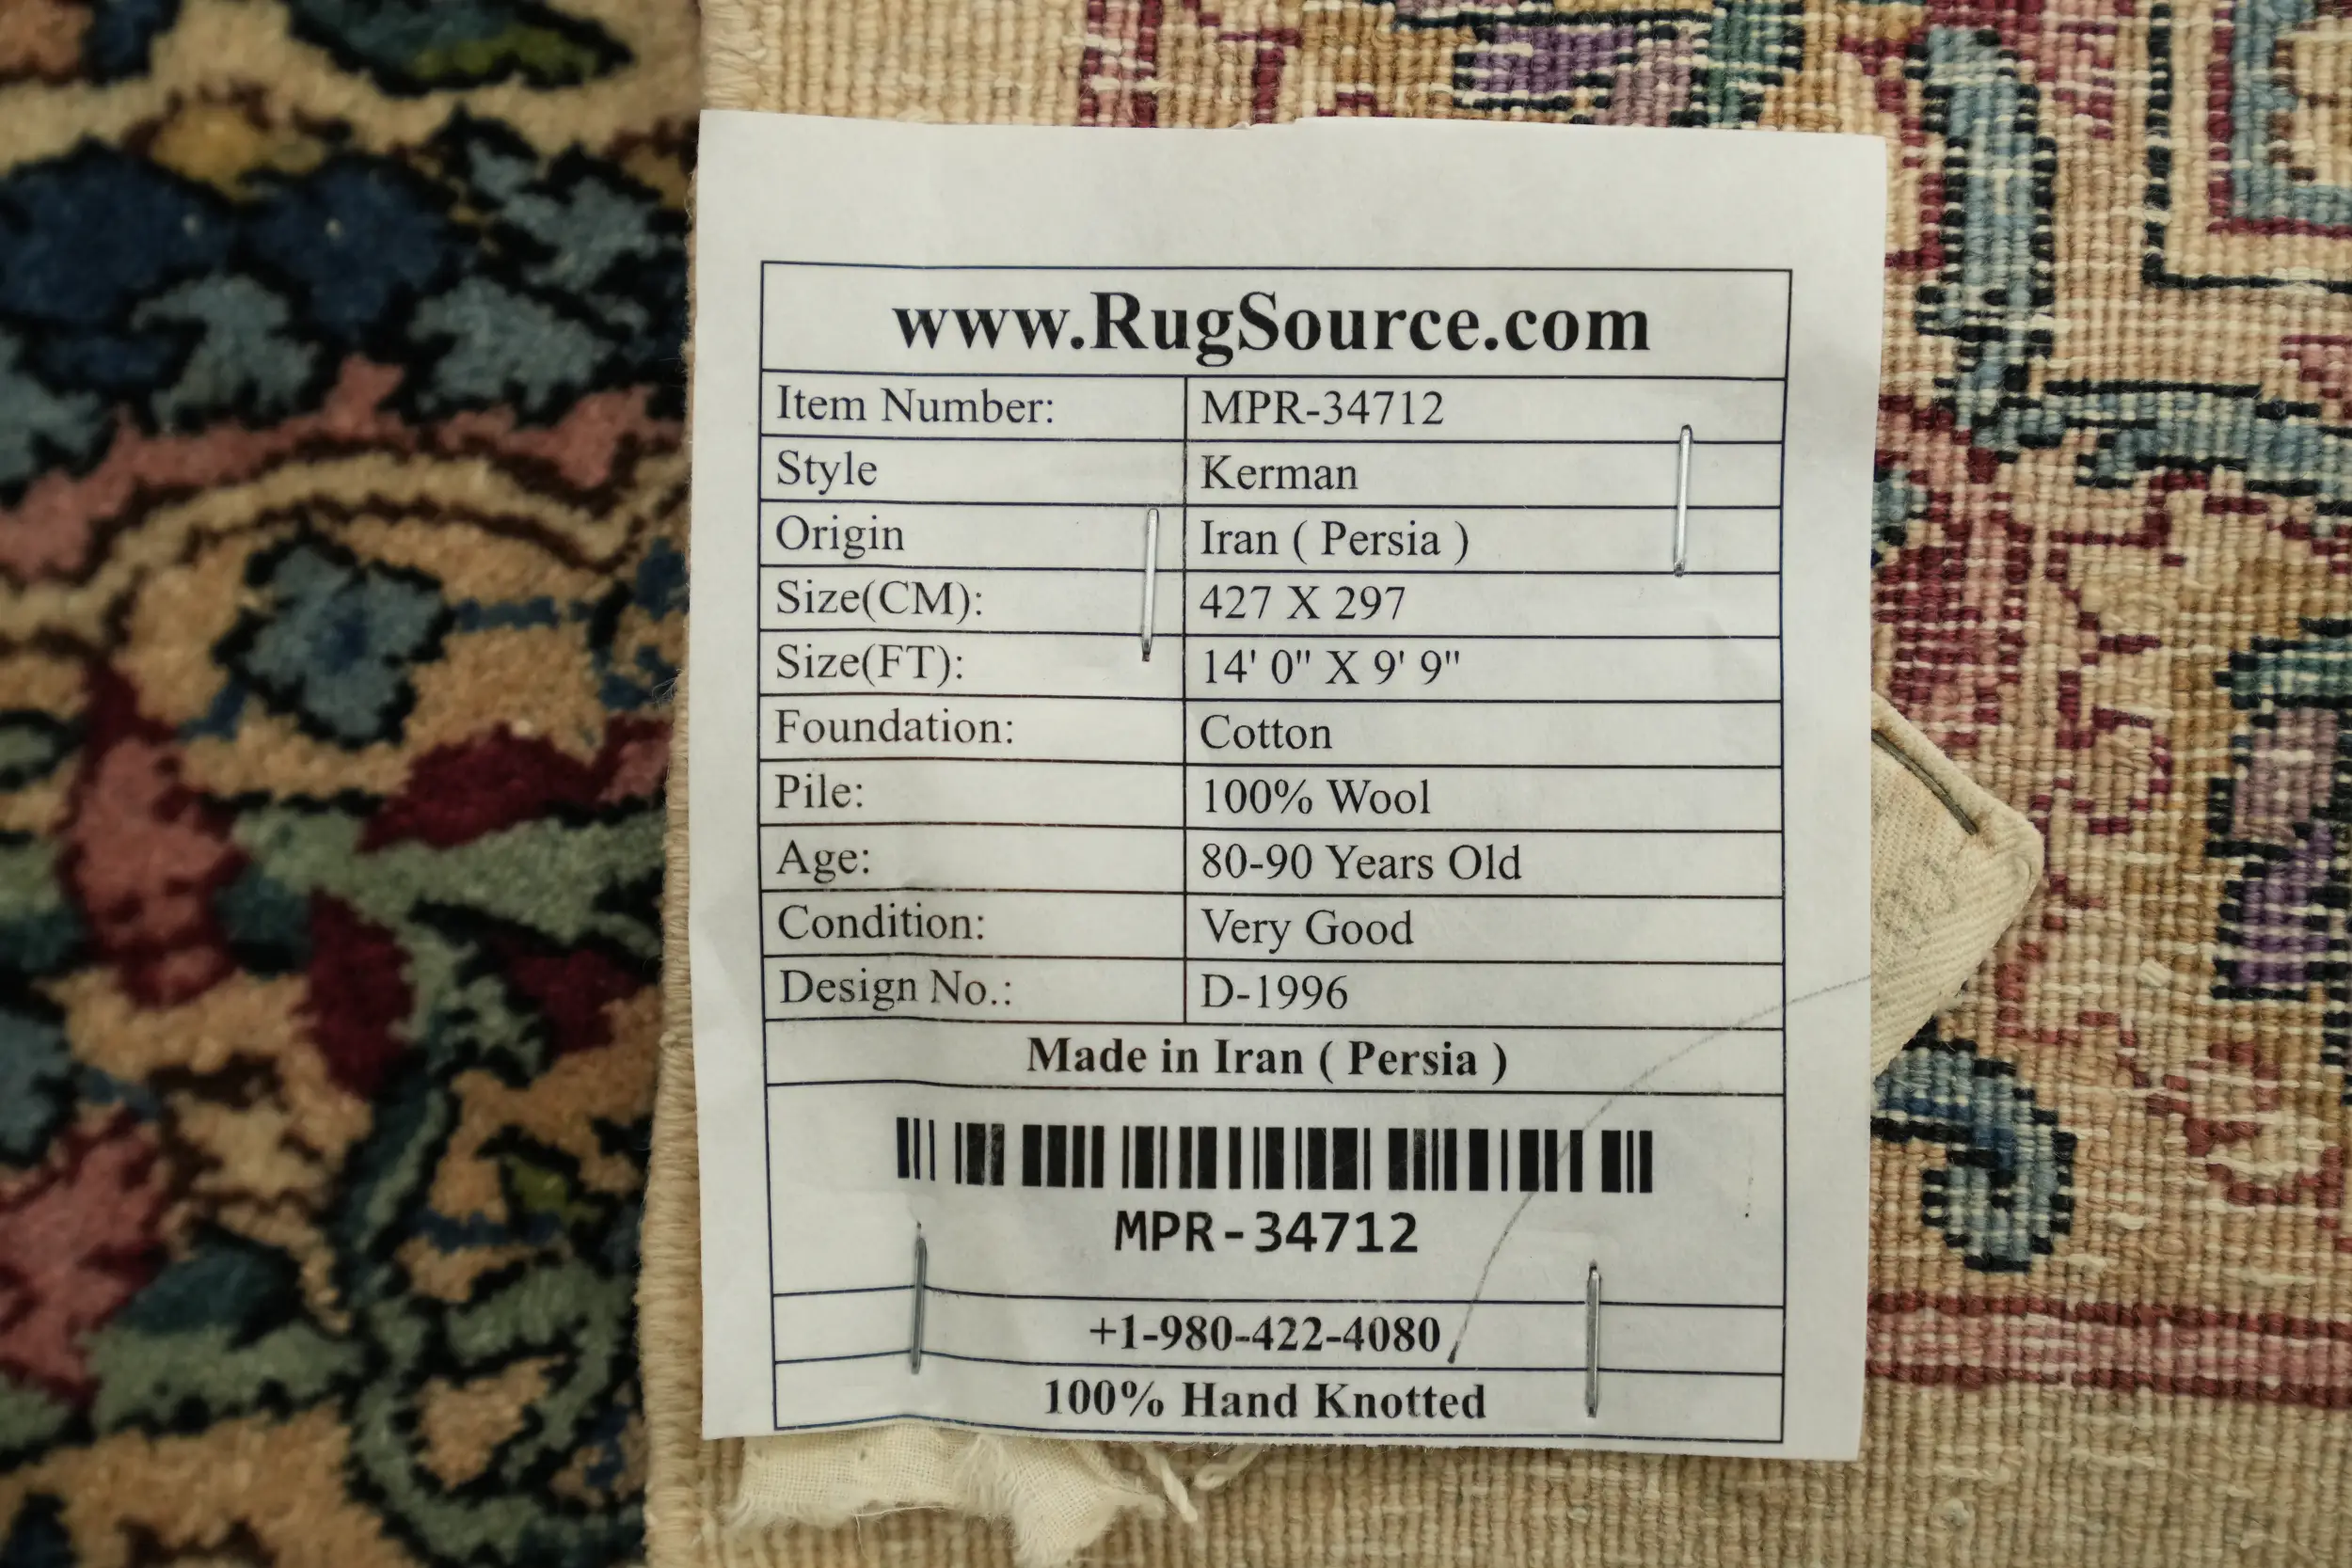 www.RugSource.com
Item Number: MPR-34712
Style Kerman
Origin Iran ( Persia )
Size(CM): 427 X 297
Size(FT): 14' 0" X 9' 9"
Foundation: Cotton
Pile: 100% Wool
Age: 80-90 Years Old
Condition: Very Good
Design No.: D-1996
Made in Iran ( Persia )
MPR-34712
+1-980-422-4080
100% Hand Knotted